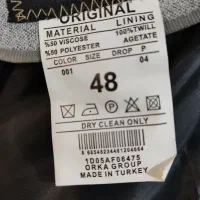 ORIGINAL
MATERIAL LINING
%50 VISCOSE 100%TWILL
%50 POLYESTER AGETATE
COLOR SIZE DROP P
001 04
48
DRY CLEAN ONLY
1D05AF06475
ORKA GROUP
MADE IN TURKEY